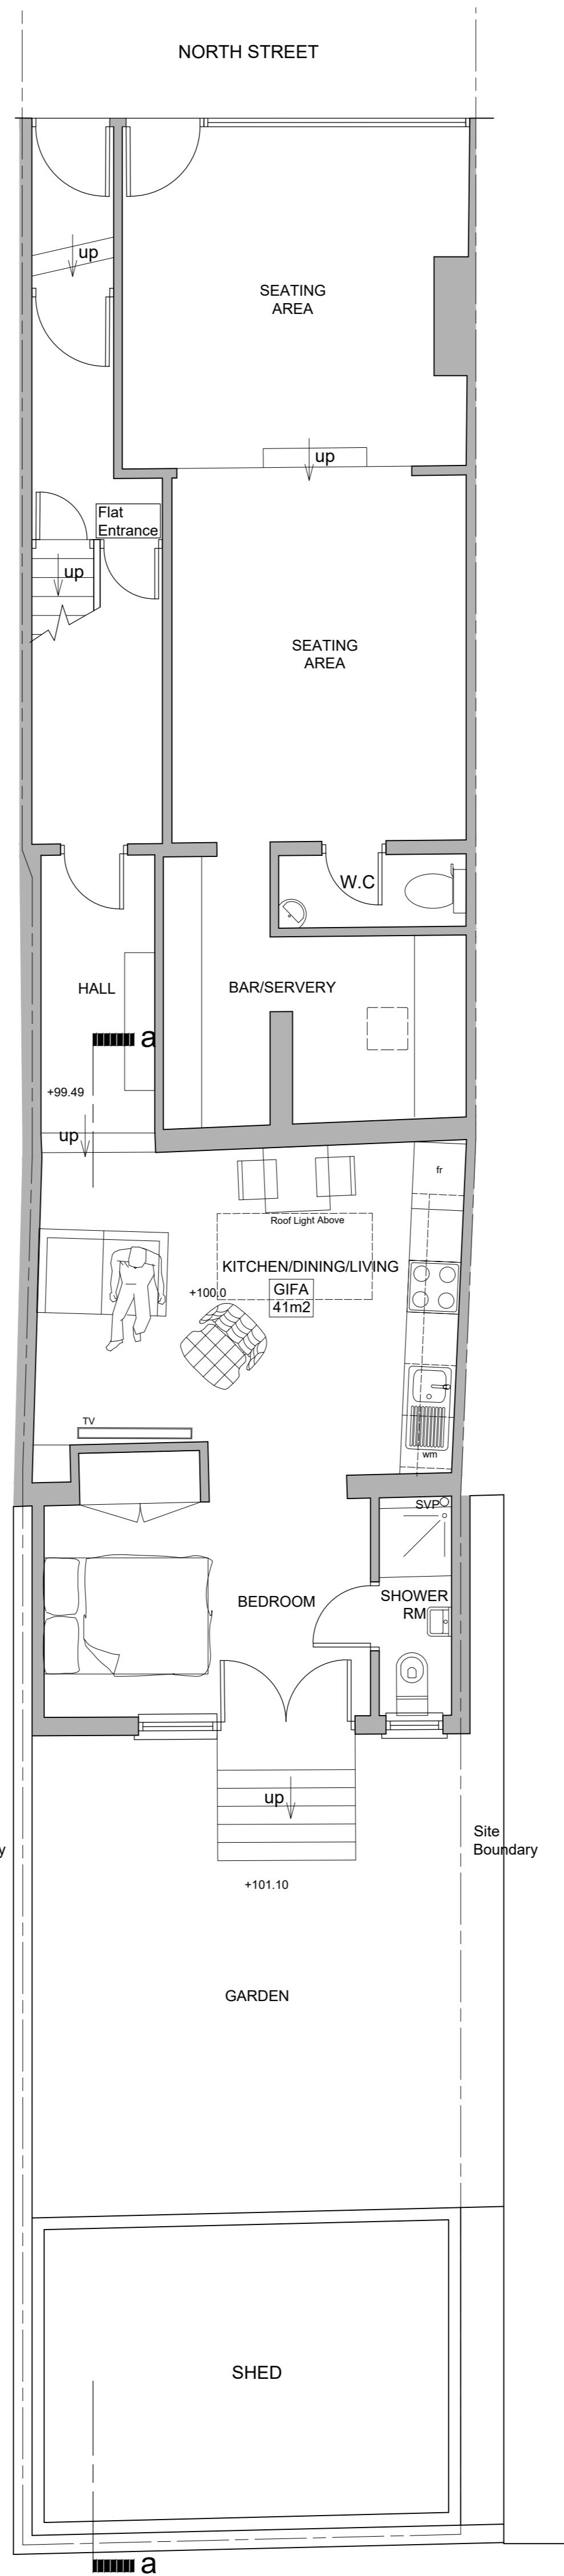 NORTH STREET
up
SEATING
AREA
up
Flat
Entrance
up
SEATING
AREA
W.C
HALL
BAR/SERVERY
a
+99.49
up
fr
Roof Light Above
KITCHEN/DINING/LIVING
+100.0
GIFA
41m2
TV
wm
SVP
BEDROOM
SHOWER
RM
up
Site
Boundary
y
+101.10
GARDEN
SHED
a